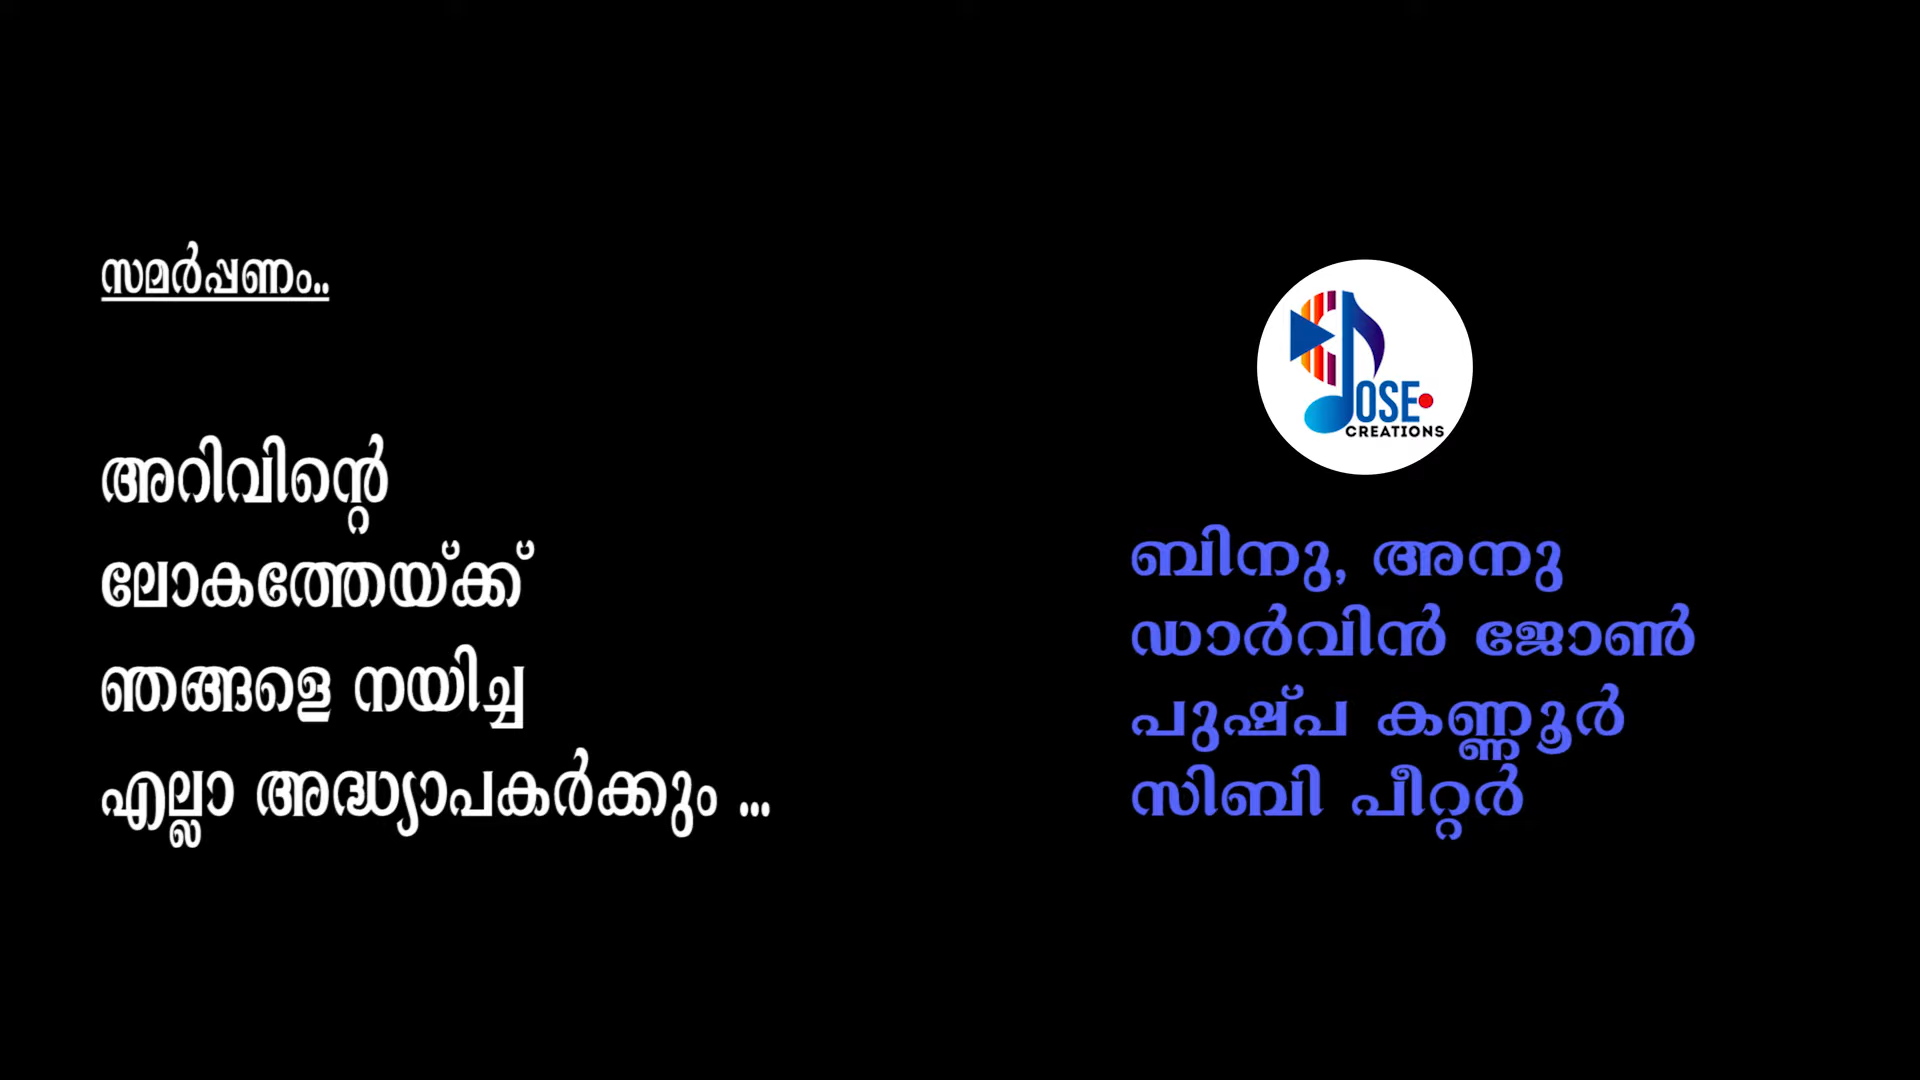 സമർപ്പണം..
അറിവിന്റെ
ലോകത്തേയ്ക്ക്
ഞങ്ങളെ നയിച്ച
എല്ലാ അദ്ധ്യാപകർക്കും ...
JOSE
CREATIONS
ബിനു, അനു
ഡാർവിൻ ജോൺ
പുഷ്പ കണ്ണൂർ
സിബി പീറ്റർ